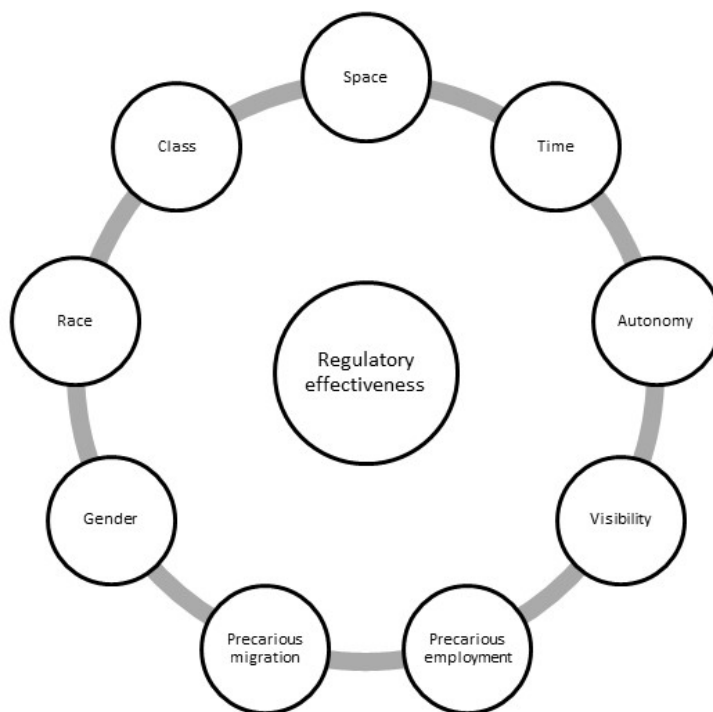 Space
Time
Autonomy
Visibility
Precarious
employment
Precarious
migration
Gender
Race
Class
Regulatory
effectiveness